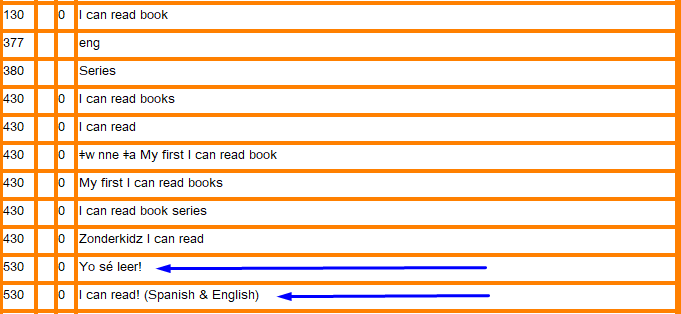 130 0 I can read book
377 eng
380 Series
430 0 I can read books
430 0 I can read
430 0 ǂw nne ǂa My first I can read book
430 0 My first I can read books
430 0 I can read book series
430 0 Zonderkidz I can read
530 0 Yo sé leer!
530 0 I can read! (Spanish & English)